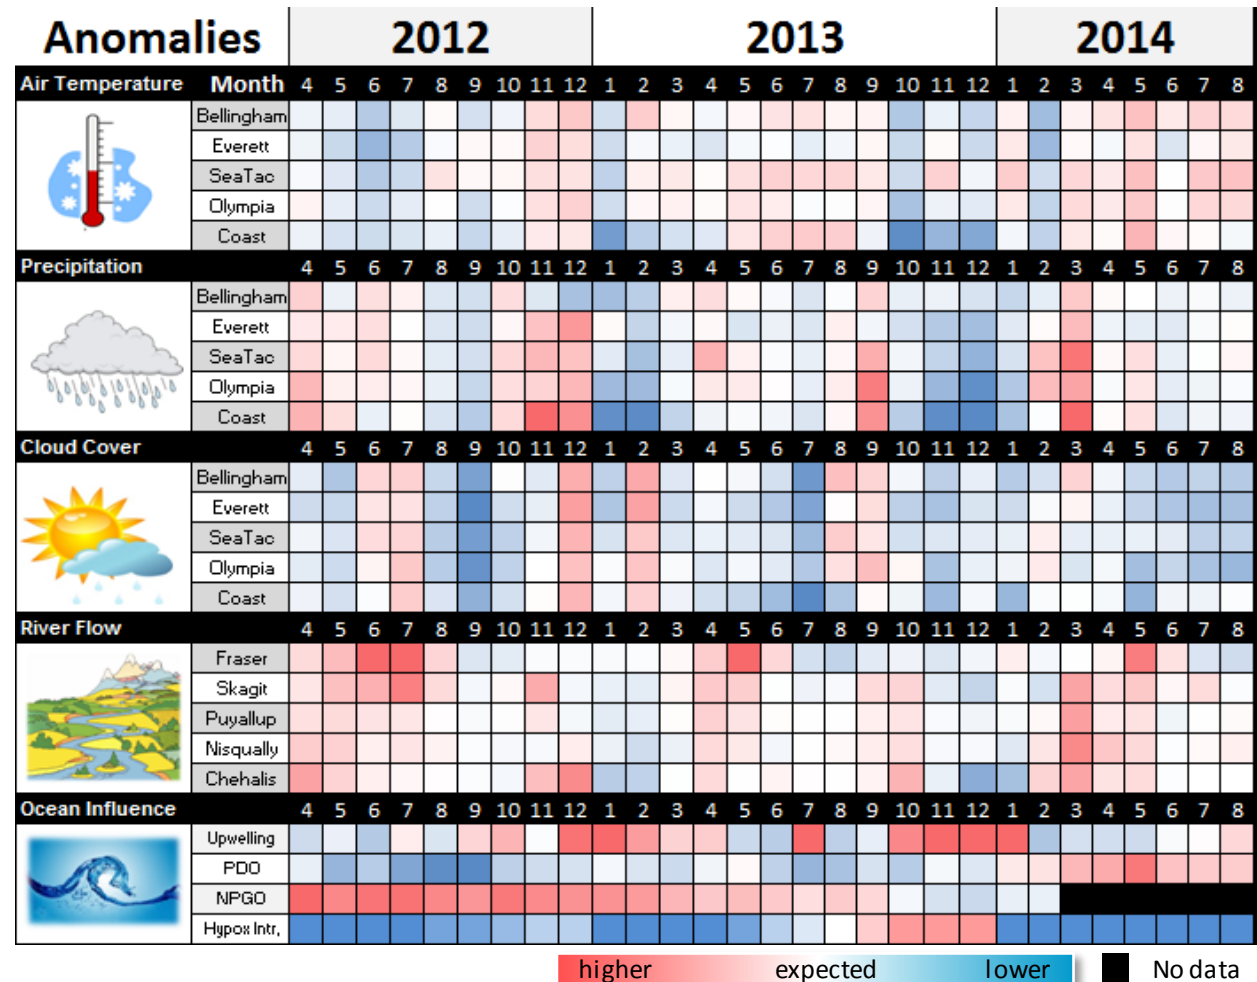 Anomalies 2012 2013 2014
Air Temperature Month 4 5 6 7 8 9 10 11 12 1 2 3 4 5 6 7 8 9 10 11 12 1 2 3 4 5 6 7 8
Bellingham
Everett
SeaTac
Olympia
Coast
Precipitation 4 5 6 7 8 9 10 11 12 1 2 3 4 5 6 7 8 9 10 11 12 1 2 3 4 5 6 7 8
Bellingham
Everett
SeaTac
Olympia
Coast
Cloud Cover 4 5 6 7 8 9 10 11 12 1 2 3 4 5 6 7 8 9 10 11 12 1 2 3 4 5 6 7 8
Bellingham
Everett
SeaTac
Olympia
Coast
River Flow 4 5 6 7 8 9 10 11 12 1 2 3 4 5 6 7 8 9 10 11 12 1 2 3 4 5 6 7 8
Fraser
Skagit
Puyallup
Nisqually
Chehalis
Ocean Influence 4 5 6 7 8 9 10 11 12 1 2 3 4 5 6 7 8 9 10 11 12 1 2 3 4 5 6 7 8
Upwelling
PDO
NPGO
Hypox Intr,
higher expected lower No data